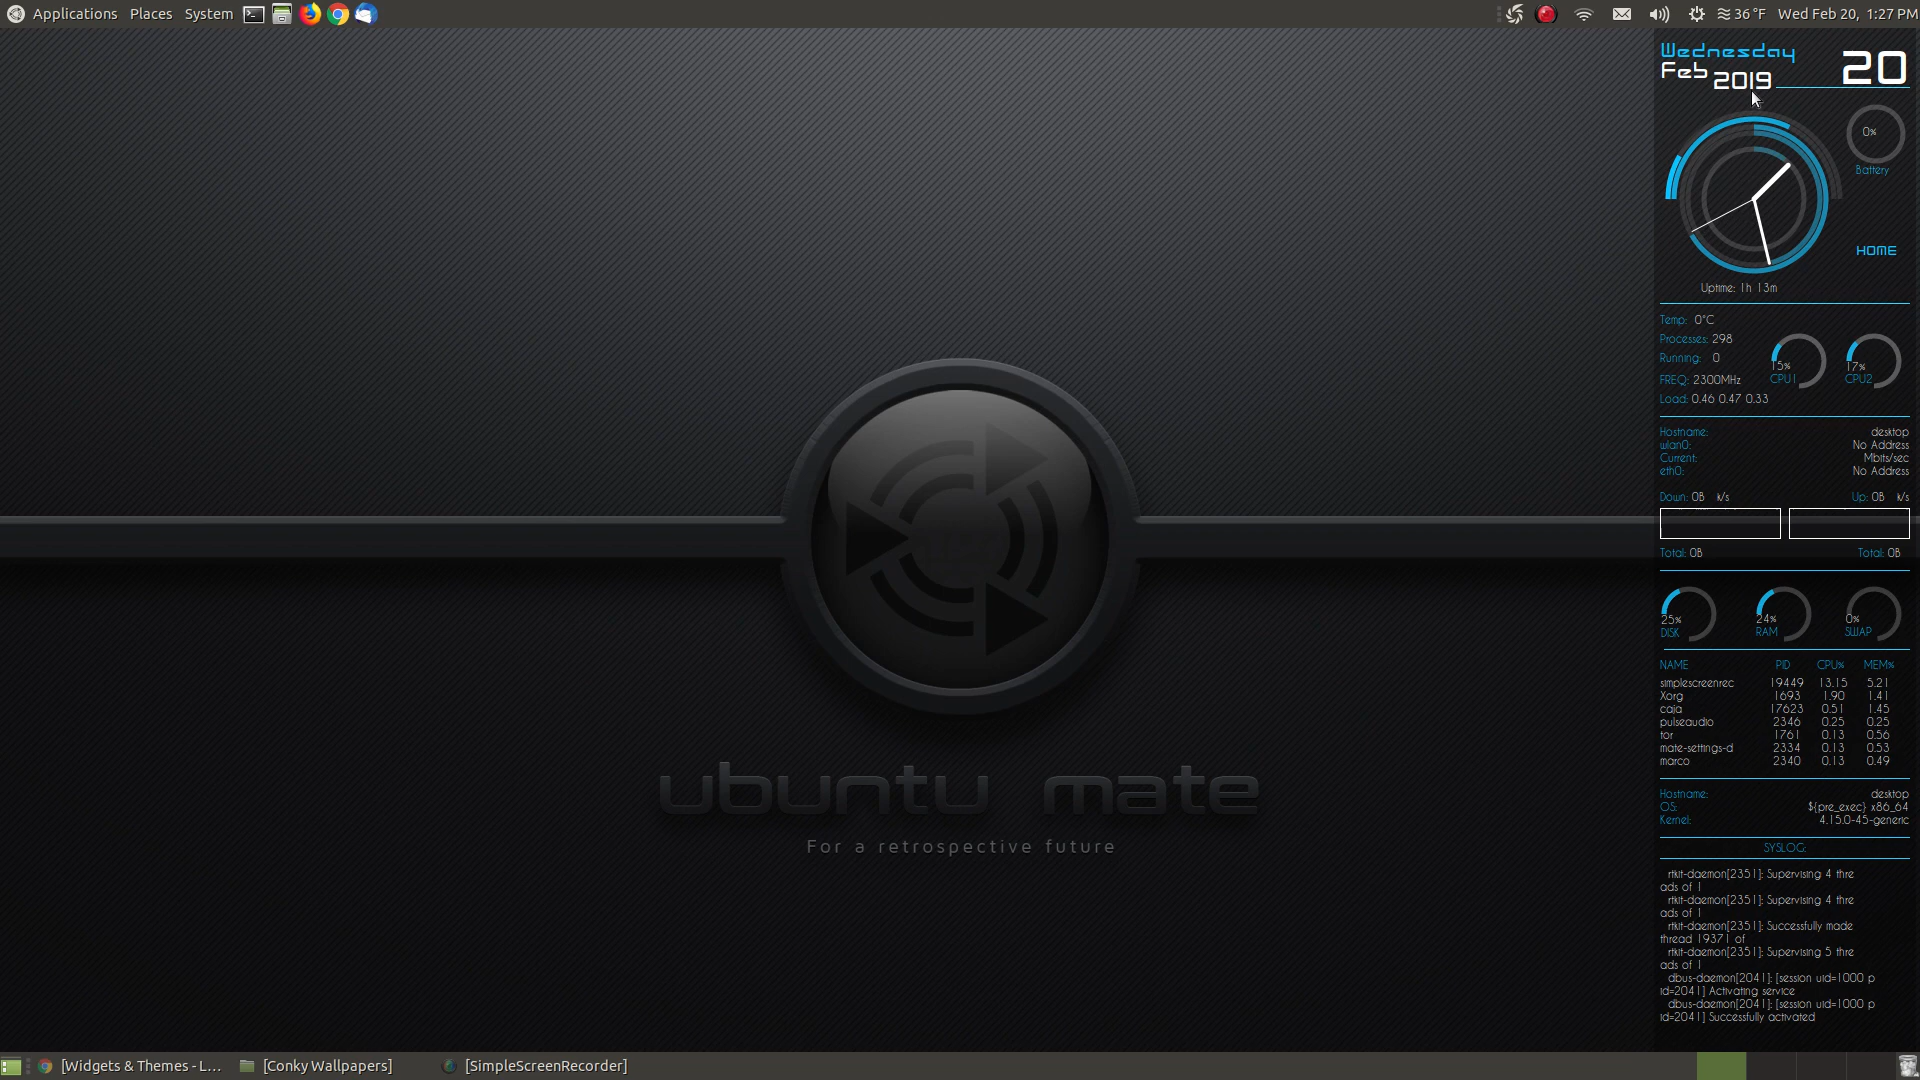 Applications Places System
36 °F Wed Feb 20, 1:27 PM
Wednesday
Feb 2019 20
0%
Battery
HOME
Uptime: 1h 13m
Temp: 0°C
Processes: 298
Running: 0
15% 17%
FREQ: 2300MHz CPU1 CPU2
Load: 0.46 0.47 0.33
Hostname: desktop
wlan0: No Address
Current: Mbits/sec
eth0: No Address
Down: 0B k/s Up: 0B k/s
Total: 0B Total: 0B
25% 24% 0%
DISK RAM SWAP
NAME PID CPU% MEM%
simplescreenrec 19449 13.15 5.21
Xorg 1693 1.90 1.41
caja 17623 0.51 1.45
pulseaudio 2346 0.25 0.25
tor 1761 0.13 0.56
mate-settings-d 2334 0.13 0.53
marco 2340 0.13 0.49
Hostname: desktop
OS: ${pre_exec} x86_64
Kernel: 4.15.0-45-generic
SYSLOG:
rtkit-daemon[2351]: Supervising 4 thre
ads of 1
rtkit-daemon[2351]: Supervising 4 thre
ads of 1
rtkit-daemon[2351]: Successfully made
thread 19371 of
rtkit-daemon[2351]: Supervising 5 thre
ads of 1
dbus-daemon[2041]: [session uid=1000 p
id=2041] Activating service
dbus-daemon[2041]: [session uid=1000 p
id=2041] Successfully activated
ubuntu mate
For a retrospective future
[Widgets & Themes - L... [Conky Wallpapers] [SimpleScreenRecorder]